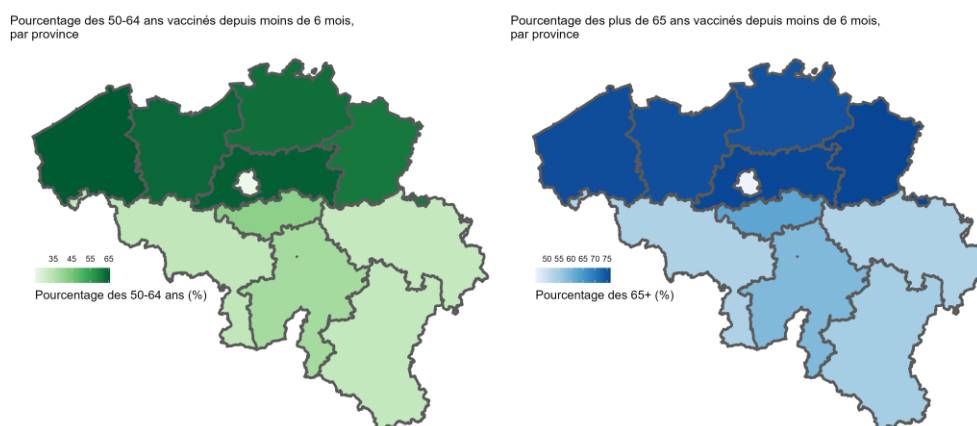 Pourcentage des 50-64 ans vaccinés depuis moins de 6 mois,
par province
35 45 55 65
Pourcentage des 50-64 ans (%)
Pourcentage des plus de 65 ans vaccinés depuis moins de 6 mois,
par province
50 55 60 65 70 75
Pourcentage des 65+ (%)